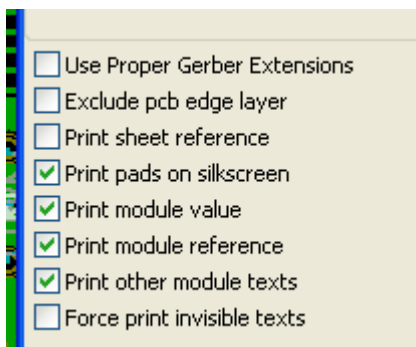 Use Proper Gerber Extensions
Exclude pcb edge layer
Print sheet reference
Print pads on silkscreen
Print module value
Print module reference
Print other module texts
Force print invisible texts